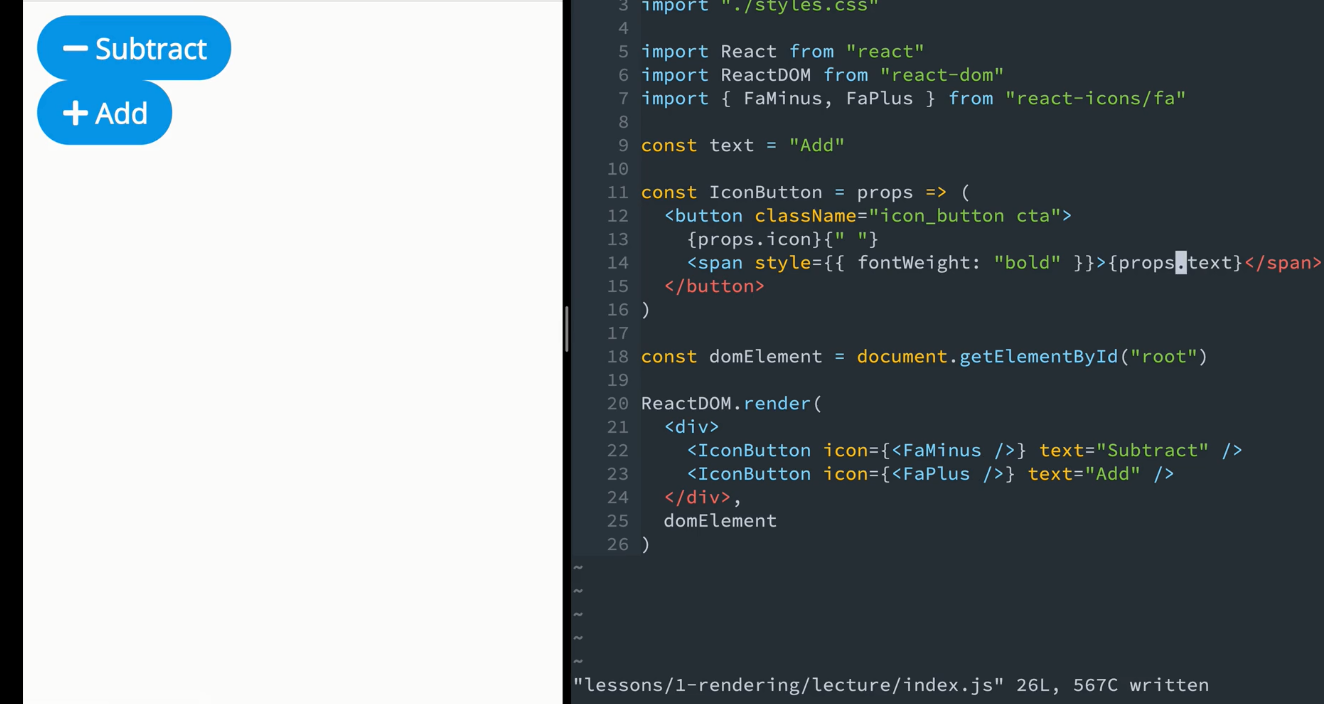 Subtract
Add
3 import "./styles.css"
4
5 import React from "react"
6 import ReactDOM from "react-dom"
7 import { FaMinus, FaPlus } from "react-icons/fa"
8
9 const text = "Add"
10
11 const IconButton = props => (
12   <button className="icon_button cta">
13     {props.icon}{" "}
14     <span style={{ fontWeight: "bold" }}>{props.text}</span>
15   </button>
16 )
17
18 const domElement = document.getElementById("root")
19
20 ReactDOM.render(
21   <div>
22     <IconButton icon={<FaMinus />} text="Subtract" />
23     <IconButton icon={<FaPlus />} text="Add" />
24   </div>,
25   domElement
26 )
~
~
~
~
~
"lessons/1-rendering/lecture/index.js" 26L, 567C written